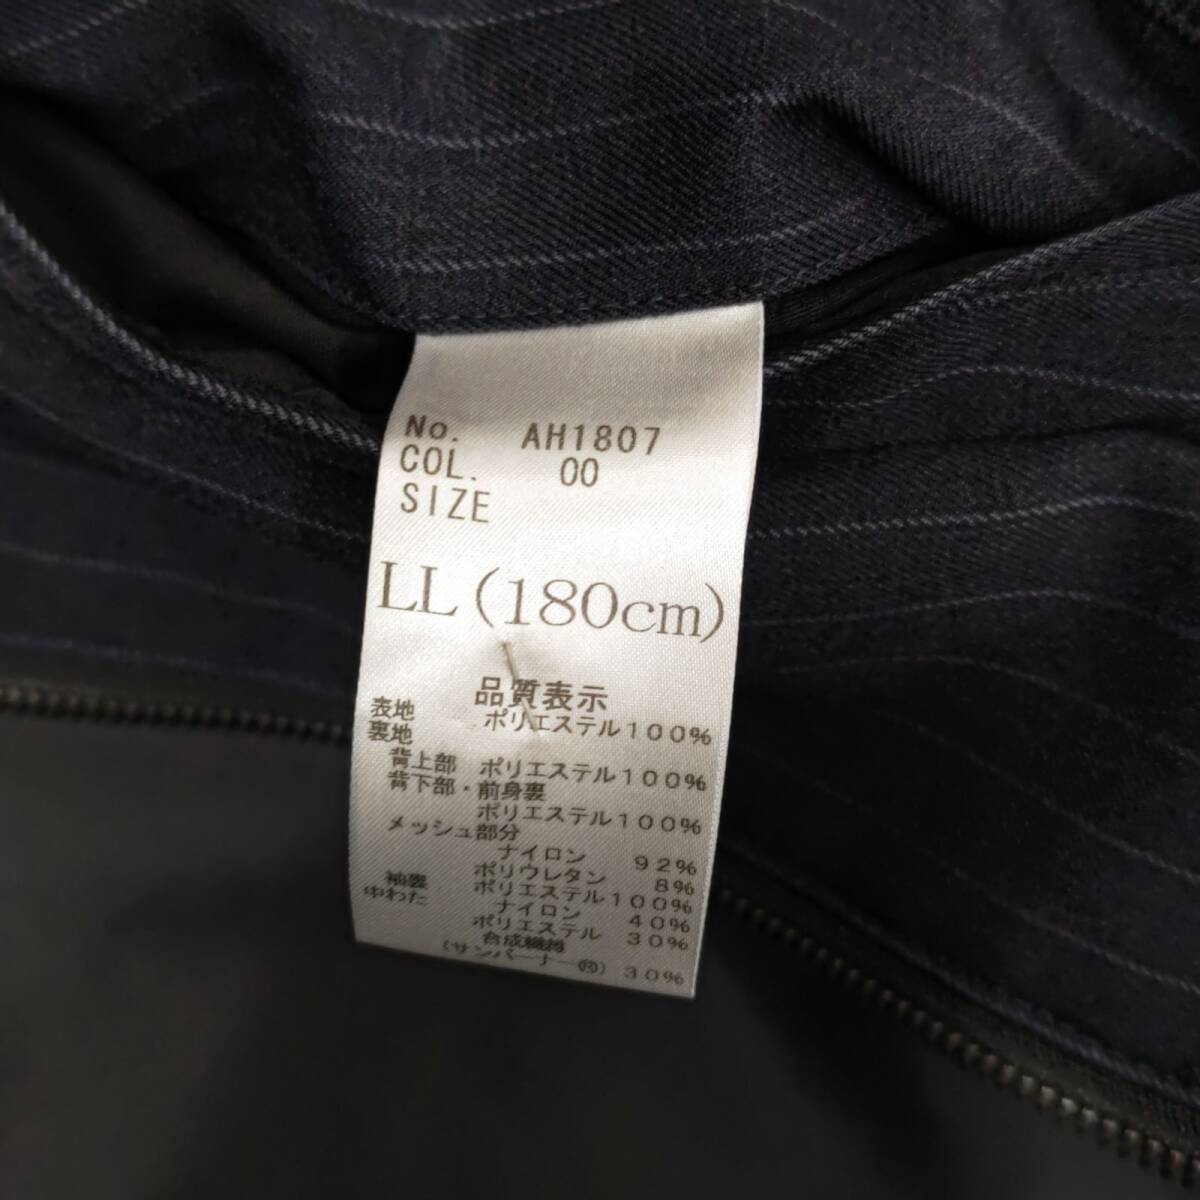 No. AH1807
COL. 00
SIZE
LL(180cm)
品質表示
表地 ポリエステル100%
裏地
背上部 ポリエステル100%
背下部・前身裏
ポリエステル100%
メッシュ部分
ナイロン 92%
ポリウレタン 8%
袖裏 ポリエステル100%
中わた ナイロン 40%
ポリエステル 30%
合成繊維
(サンバーナー®) 30%